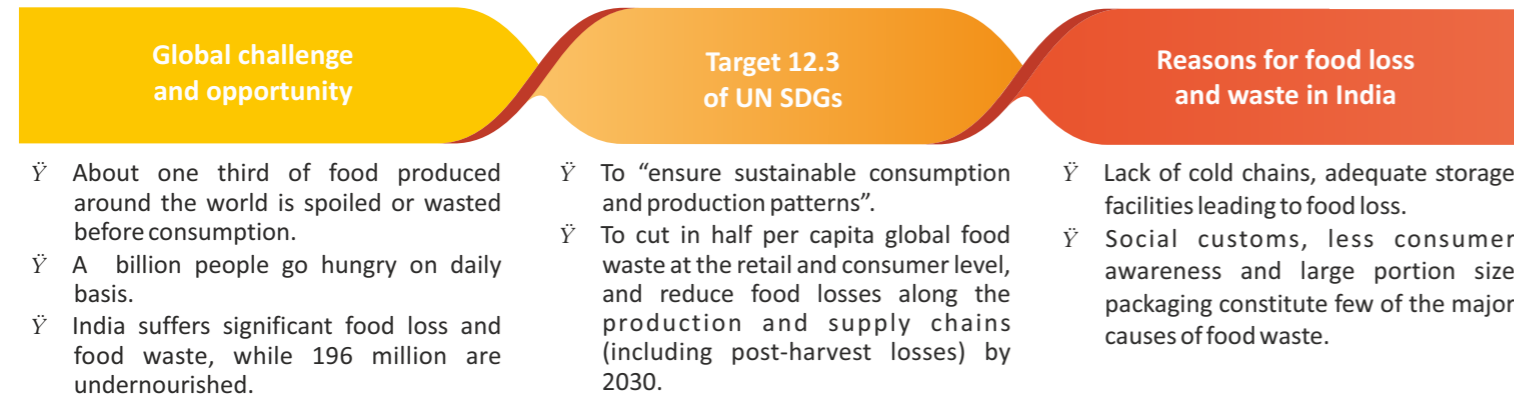 Global challenge
and opportunity
Ÿ About one third of food produced
around the world is spoiled or wasted
before consumption.
Ÿ A billion people go hungry on daily
basis.
Ÿ India suffers significant food loss and
food waste, while 196 million are
undernourished.
Target 12.3
of UN SDGs
Ÿ To “ensure sustainable consumption
and production patterns”.
Ÿ To cut in half per capita global food
waste at the retail and consumer level,
and reduce food losses along the
production and supply chains
(including post-harvest losses) by
2030.
Reasons for food loss
and waste in India
Ÿ Lack of cold chains, adequate storage
facilities leading to food loss.
Ÿ Social customs, less consumer
awareness and large portion size
packaging constitute few of the major
causes of food waste.